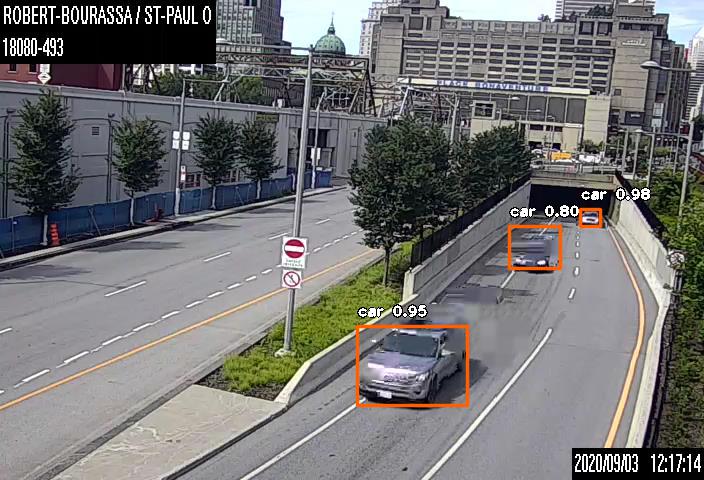 ROBERT-BOURASSA / ST-PAUL O
18080-493
PLACE BONAVENTURE
car 0.98
car 0.80
car 0.95
2020/09/03 12:17:14